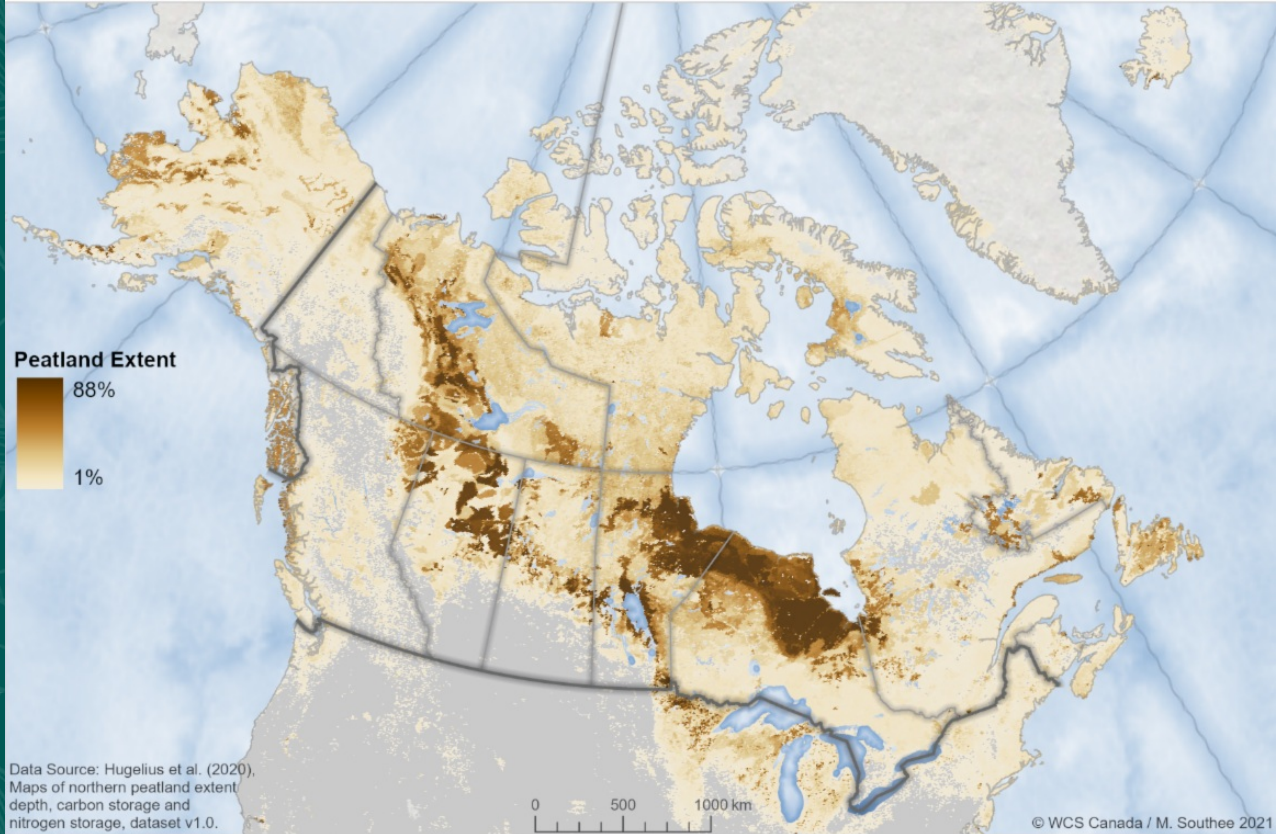 Peatland Extent
88%
1%
Data Source: Hugelius et al. (2020),
Maps of northern peatland extent
depth, carbon storage and
nitrogen storage, dataset v1.0.
0 500 1000 km
© WCS Canada / M. Southee 2021